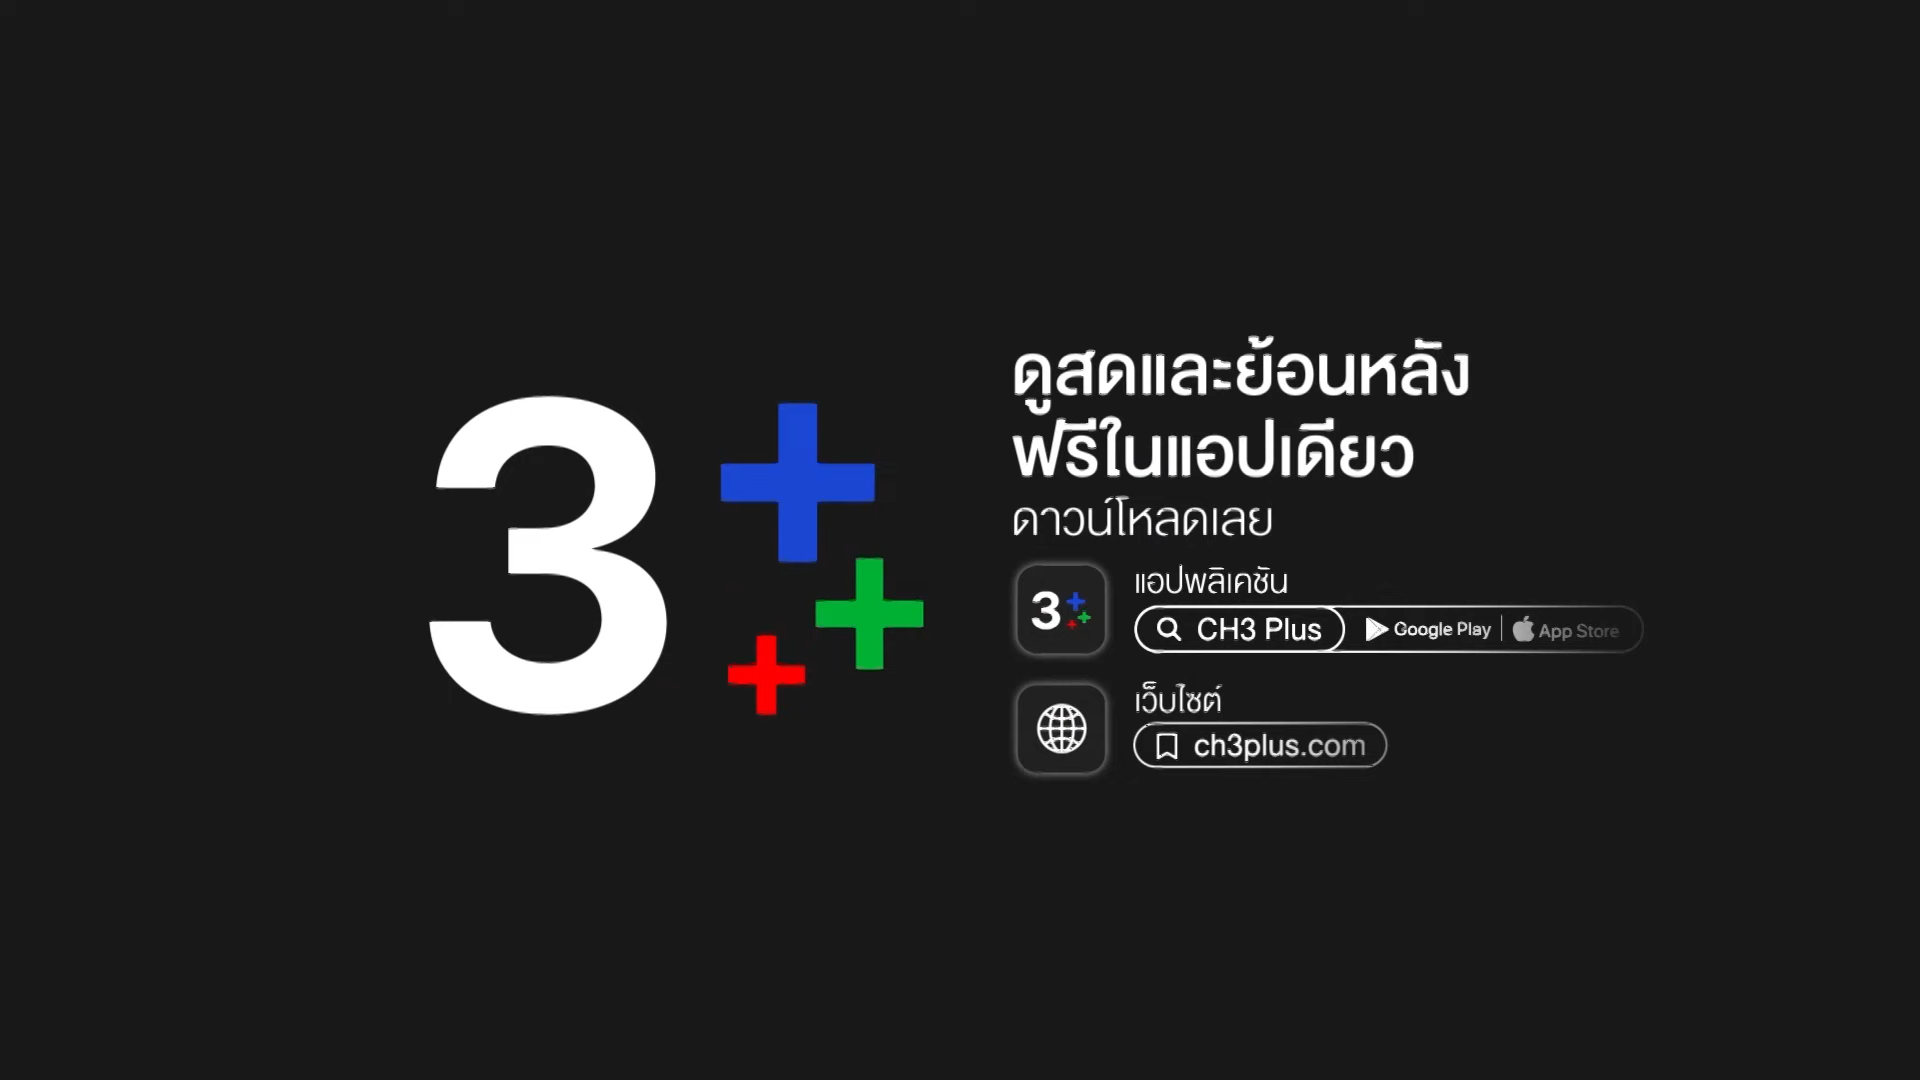 3+++
ดูสดและย้อนหลัง
ฟรีในแอปเดียว
ดาวน์โหลดเลย
3+++
แอปพลิเคชัน
CH3 Plus
Google Play
App Store
เว็บไซต์
ch3plus.com